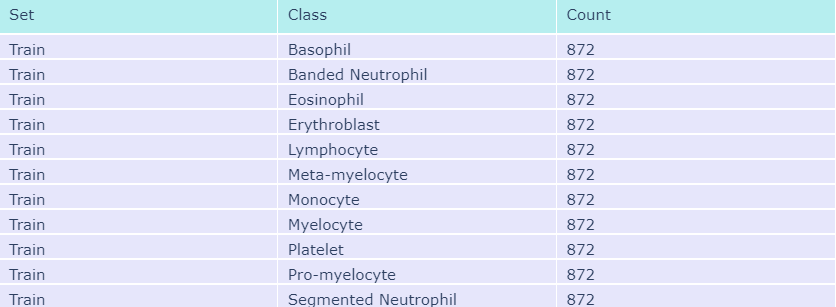 Set Class Count
Train Basophil 872
Train Banded Neutrophil 872
Train Eosinophil 872
Train Erythroblast 872
Train Lymphocyte 872
Train Meta-myelocyte 872
Train Monocyte 872
Train Myelocyte 872
Train Platelet 872
Train Pro-myelocyte 872
Train Segmented Neutrophil 872